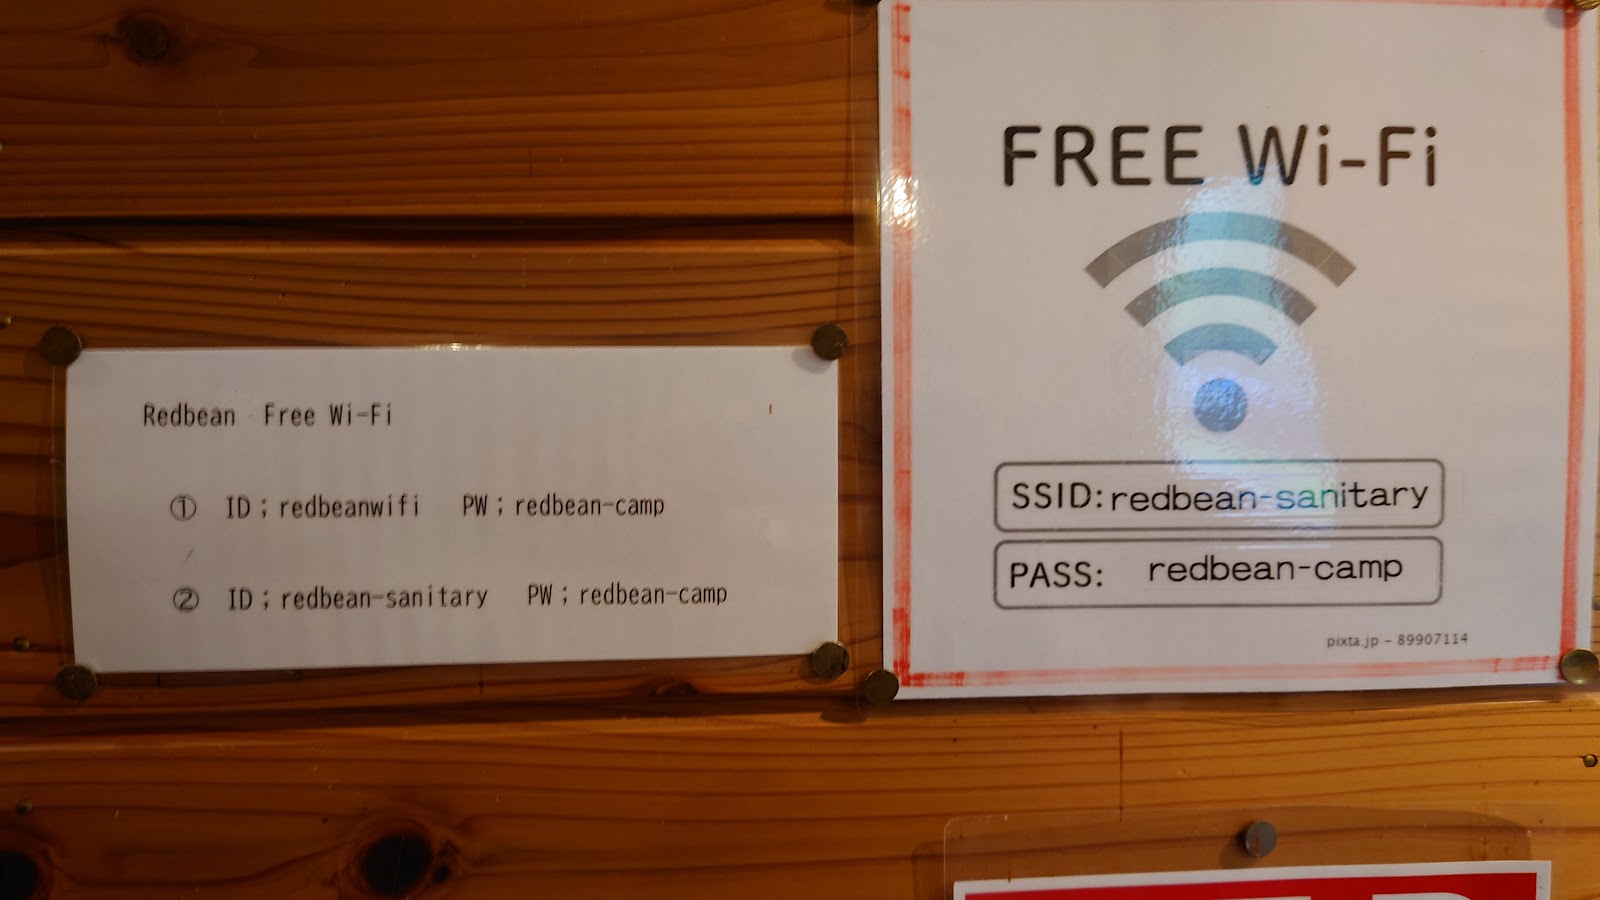 Redbean Free Wi-Fi
① ID；redbeanwifi PW；redbean-camp
② ID；redbean-sanitary PW；redbean-camp
FREE Wi-Fi
SSID:redbean-sanitary
PASS: redbean-camp
pixta.jp - 89907114